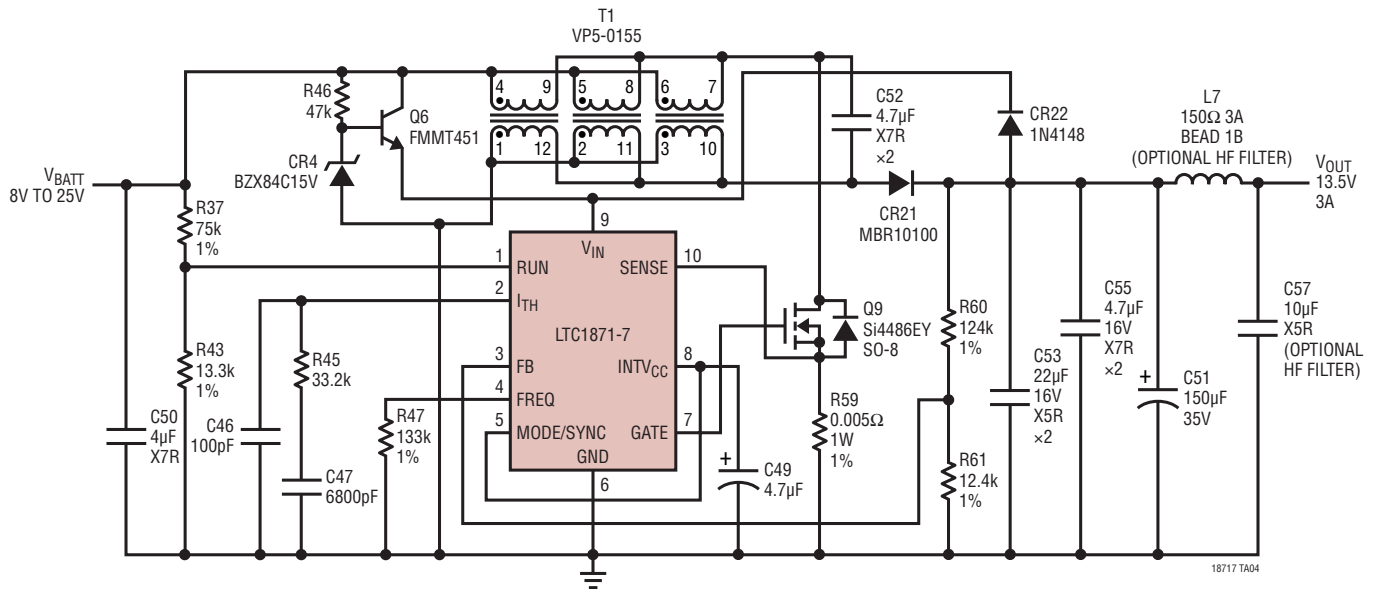 T1
VP5-0155
4
9
5
8
6
7
1
12
2
11
3
10
R46
47k
Q6
FMMT451
CR4
BZX84C15V
C52
4.7µF
X7R
×2
CR22
1N4148
L7
150Ω 3A
BEAD 1B
(OPTIONAL HF FILTER)
VBATT
8V TO 25V
VOUT
13.5V
3A
CR21
MBR10100
R37
75k
1%
9
VIN
1
RUN
SENSE
10
2
ITH
LTC1871-7
3
FB
INTVCC
8
4
FREQ
5
MODE/SYNC
GATE
7
GND
6
Q9
Si4486EY
SO-8
R43
13.3k
1%
R45
33.2k
R47
133k
1%
C50
4µF
X7R
C46
100pF
C47
6800pF
+
C49
4.7µF
R59
0.005Ω
1W
1%
R60
124k
1%
R61
12.4k
1%
C53
22µF
16V
X5R
×2
C55
4.7µF
16V
X7R
×2
+
C51
150µF
35V
C57
10µF
X5R
(OPTIONAL
HF FILTER)
18717 TA04